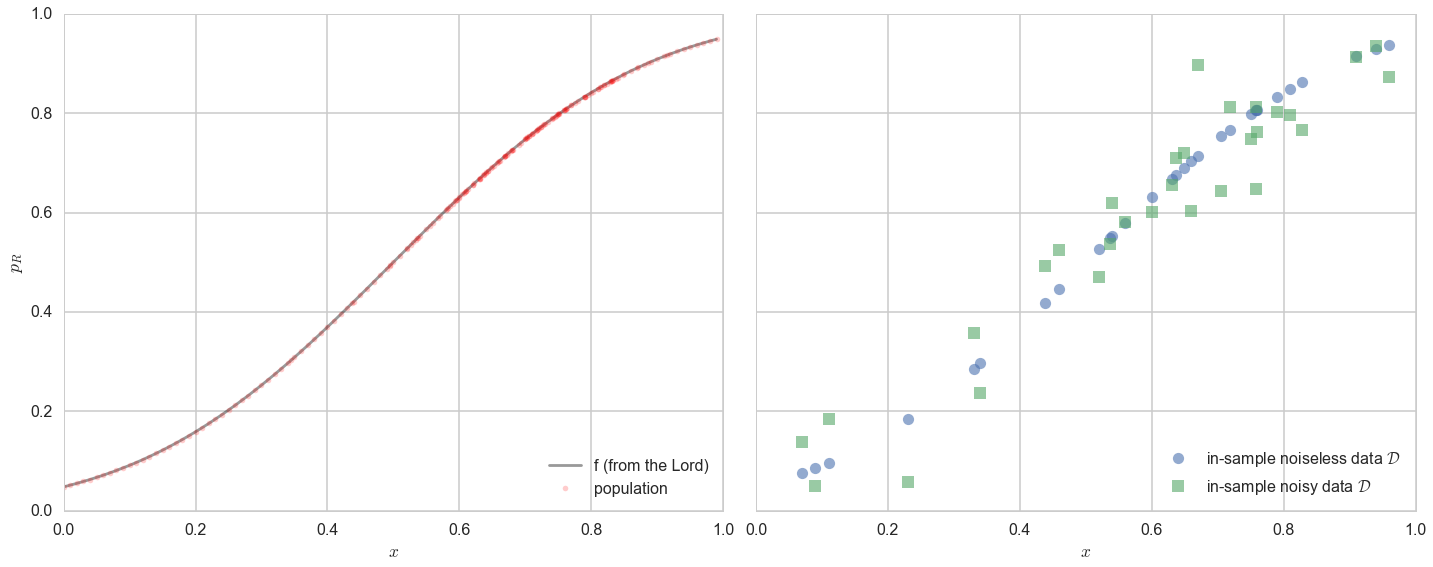 1.0
0.8
0.6
0.4
0.2
0.0
p_R
0.0 0.2 0.4 0.6 0.8 1.0
x
f (from the Lord)
population
0.0 0.2 0.4 0.6 0.8 1.0
x
in-sample noiseless data 𝒟
in-sample noisy data 𝒟